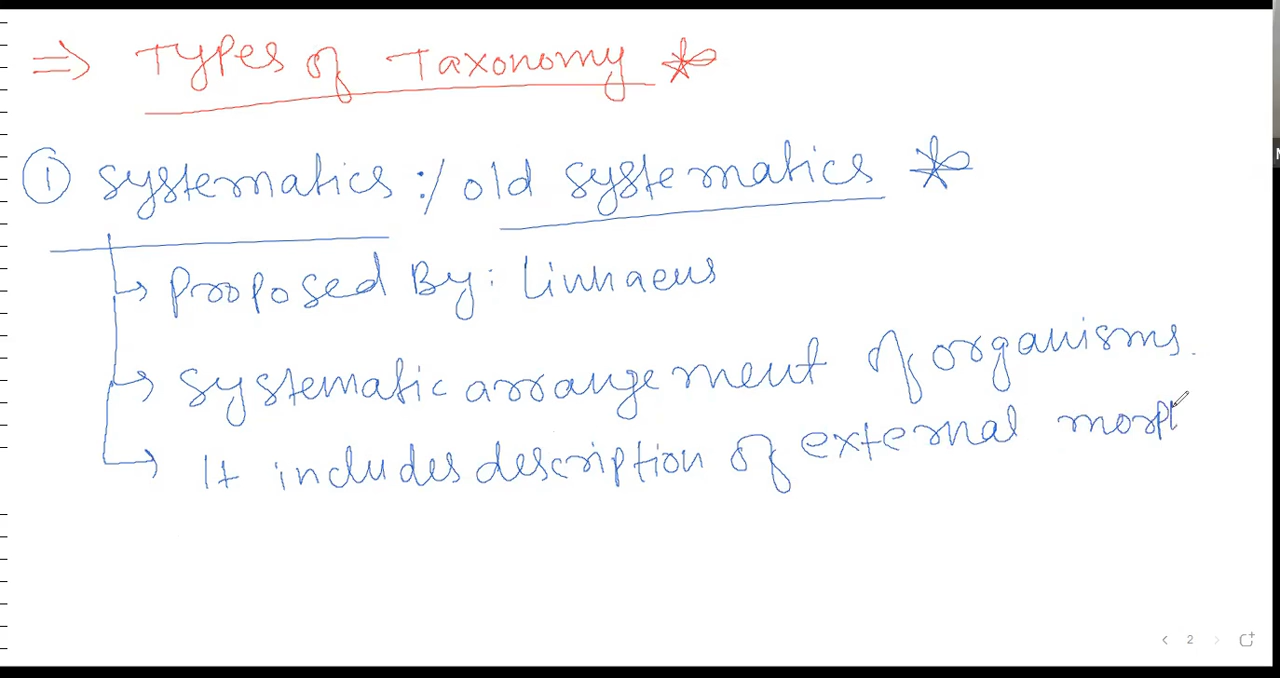 ⇒ Types of Taxonomy *
① Systematics :/ old systematics *
→ Proposed By: Linnaeus
→ Systematic arrangement of organisms.
→ It includes description of external morph
< 2 >